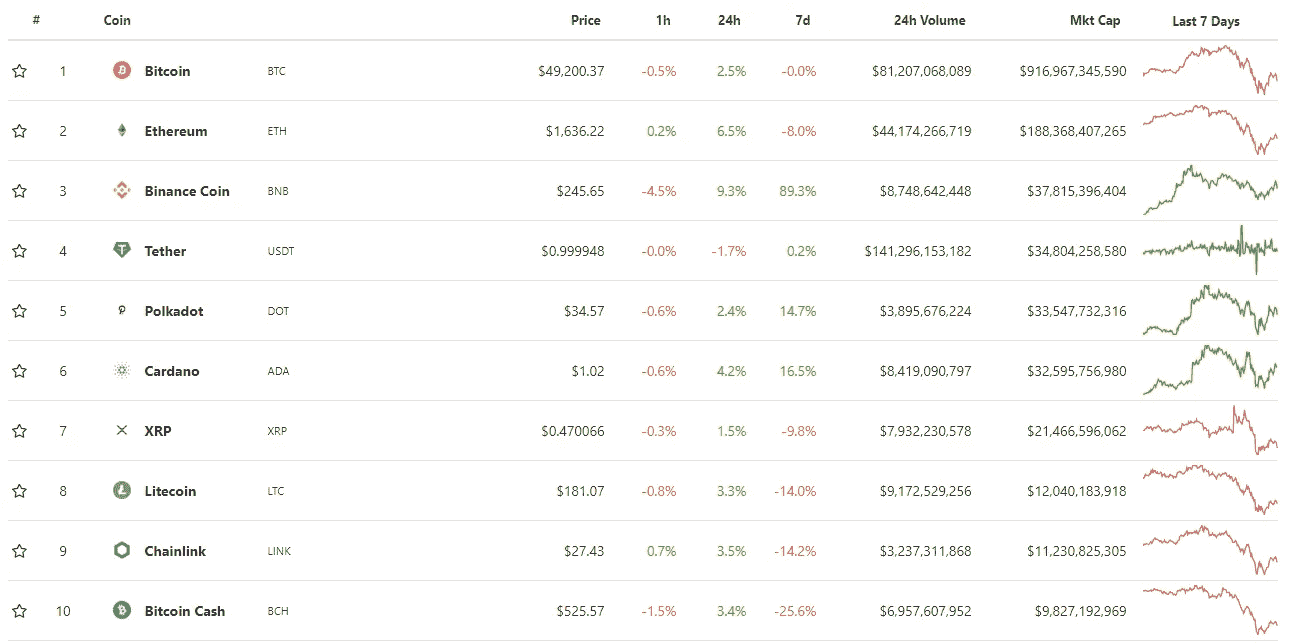 # Coin Price 1h 24h 7d 24h Volume Mkt Cap Last 7 Days
1 Bitcoin BTC $49,200.37 -0.5% 2.5% -0.0% $81,207,068,089 $916,967,345,590
2 Ethereum ETH $1,636.22 0.2% 6.5% -8.0% $44,174,266,719 $188,368,407,265
3 Binance Coin BNB $245.65 -4.5% 9.3% 89.3% $8,748,642,448 $37,815,396,404
4 Tether USDT $0.999948 -0.0% -1.7% 0.2% $141,296,153,182 $34,804,258,580
5 Polkadot DOT $34.57 -0.6% 2.4% 14.7% $3,895,676,224 $33,547,732,316
6 Cardano ADA $1.02 -0.6% 4.2% 16.5% $8,419,090,797 $32,595,756,980
7 XRP XRP $0.470066 -0.3% 1.5% -9.8% $7,932,230,578 $21,466,596,062
8 Litecoin LTC $181.07 -0.8% 3.3% -14.0% $9,172,529,256 $12,040,183,918
9 Chainlink LINK $27.43 0.7% 3.5% -14.2% $3,237,311,868 $11,230,825,305
10 Bitcoin Cash BCH $525.57 -1.5% 3.4% -25.6% $6,957,607,952 $9,827,192,969